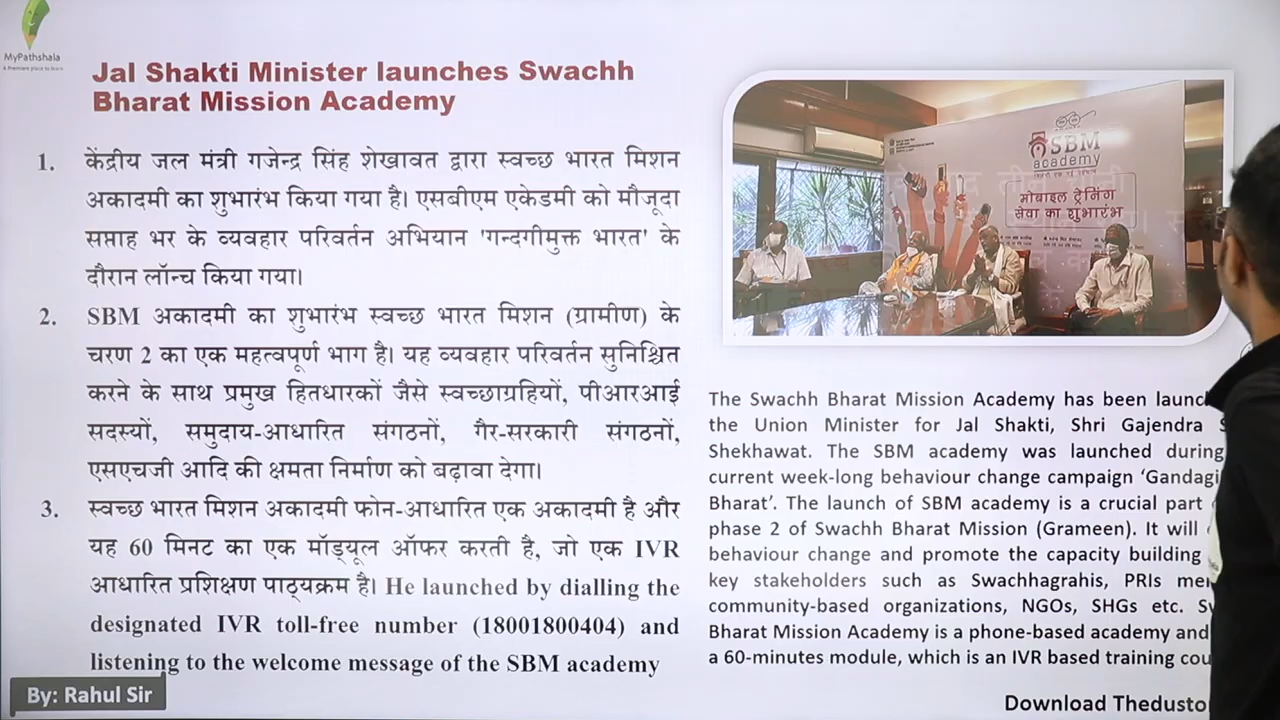 MyPathshala
Jal Shakti Minister launches Swachh
Bharat Mission Academy
1. केंद्रीय जल मंत्री गजेन्द्र सिंह शेखावत द्वारा स्वच्छ भारत मिशन
अकादमी का शुभारंभ किया गया है। एसबीएम एकेडमी को मौजूदा
सप्ताह भर के व्यवहार परिवर्तन अभियान 'गन्दगीमुक्त भारत' के
दौरान लॉन्च किया गया।
2. SBM अकादमी का शुभारंभ स्वच्छ भारत मिशन (ग्रामीण) के
चरण 2 का एक महत्वपूर्ण भाग है। यह व्यवहार परिवर्तन सुनिश्चित
करने के साथ प्रमुख हितधारकों जैसे स्वच्छाग्रहियों, पीआरआई
सदस्यों, समुदाय-आधारित संगठनों, गैर-सरकारी संगठनों,
एसएचजी आदि की क्षमता निर्माण को बढ़ावा देगा।
3. स्वच्छ भारत मिशन अकादमी फोन-आधारित एक अकादमी है और
यह 60 मिनट का एक मॉड्यूल ऑफर करती है, जो एक IVR
आधारित प्रशिक्षण पाठ्यक्रम है। He launched by dialling the
designated IVR toll-free number (18001800404) and
listening to the welcome message of the SBM academy
SBM
academy
मोबाइल ट्रेनिंग
सेवा का शुभारंभ
The Swachh Bharat Mission Academy has been
the Union Minister for Jal Shakti, Shri Gajendra
Shekhawat. The SBM academy was launched during
current week-long behaviour change campaign
Bharat’. The launch of SBM academy is a crucial part
phase 2 of Swachh Bharat Mission (Grameen). It will
behaviour change and promote the capacity building
key stakeholders such as Swachhagrahis, PRIs
community-based organizations, NGOs, SHGs etc.
Bharat Mission Academy is a phone-based academy and
a 60-minutes module, which is an IVR based training
Download
By: Rahul Sir